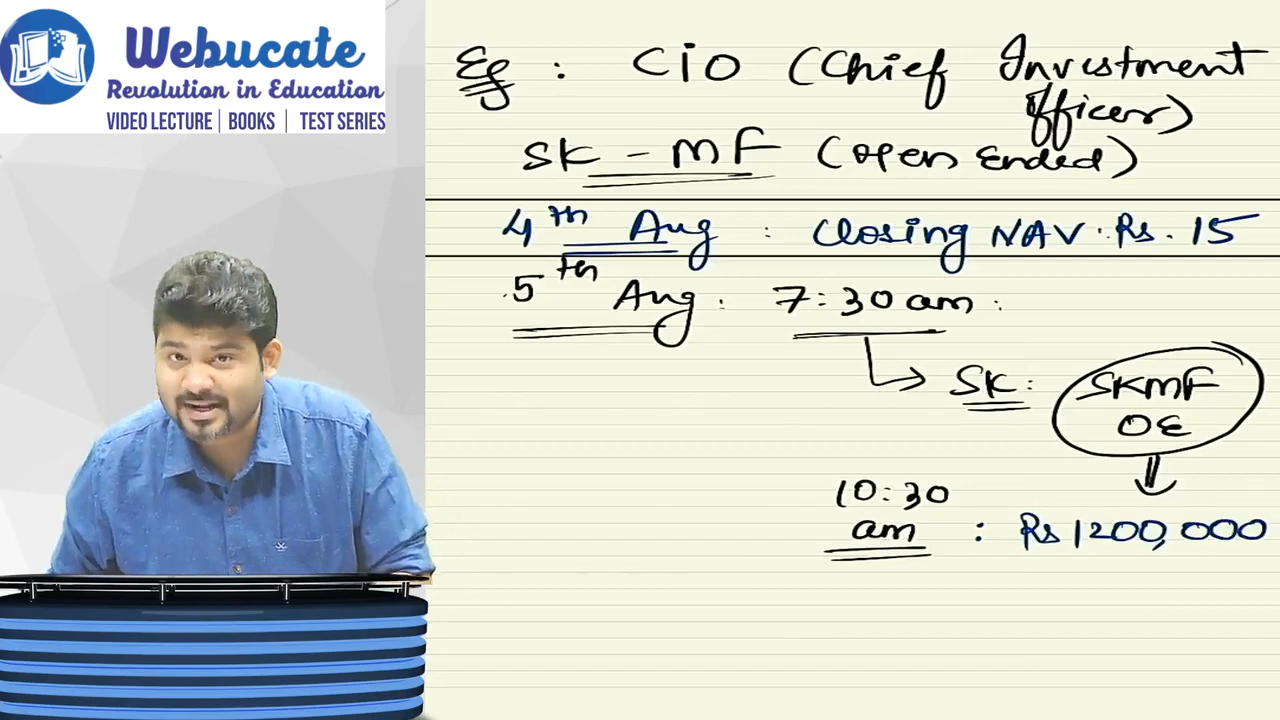 Webucate
Revolution in Education
VIDEO LECTURE | BOOKS | TEST SERIES
Eg : CIO (Chief Investment
officer)
SK - MF (open Ended)
4th Aug : Closing NAV. Rs. 15
5th Aug : 7:30 am :
SK : SKMF
OE
10:30
am : Rs 1200,000